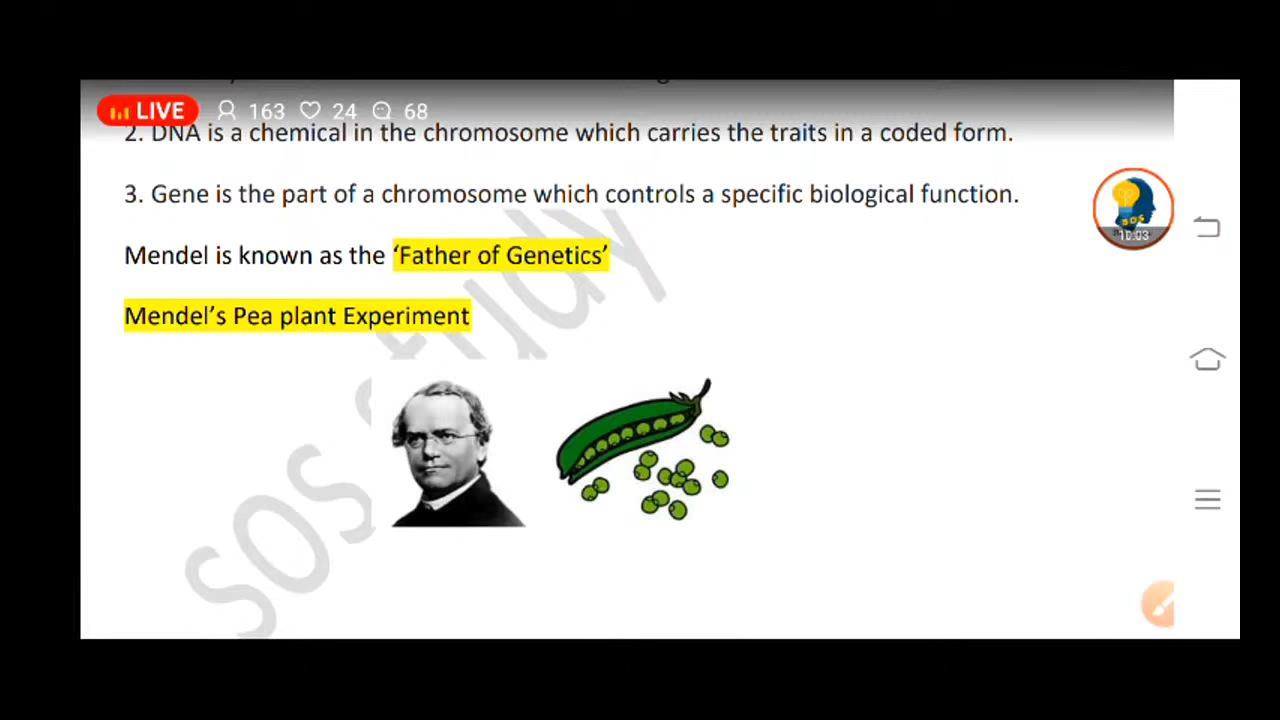 LIVE 163 24 68
2. DNA is a chemical in the chromosome which carries the traits in a coded form.
3. Gene is the part of a chromosome which controls a specific biological function.
SOS
10:03
Mendel is known as the ‘Father of Genetics’
Mendel’s Pea plant Experiment
sos study